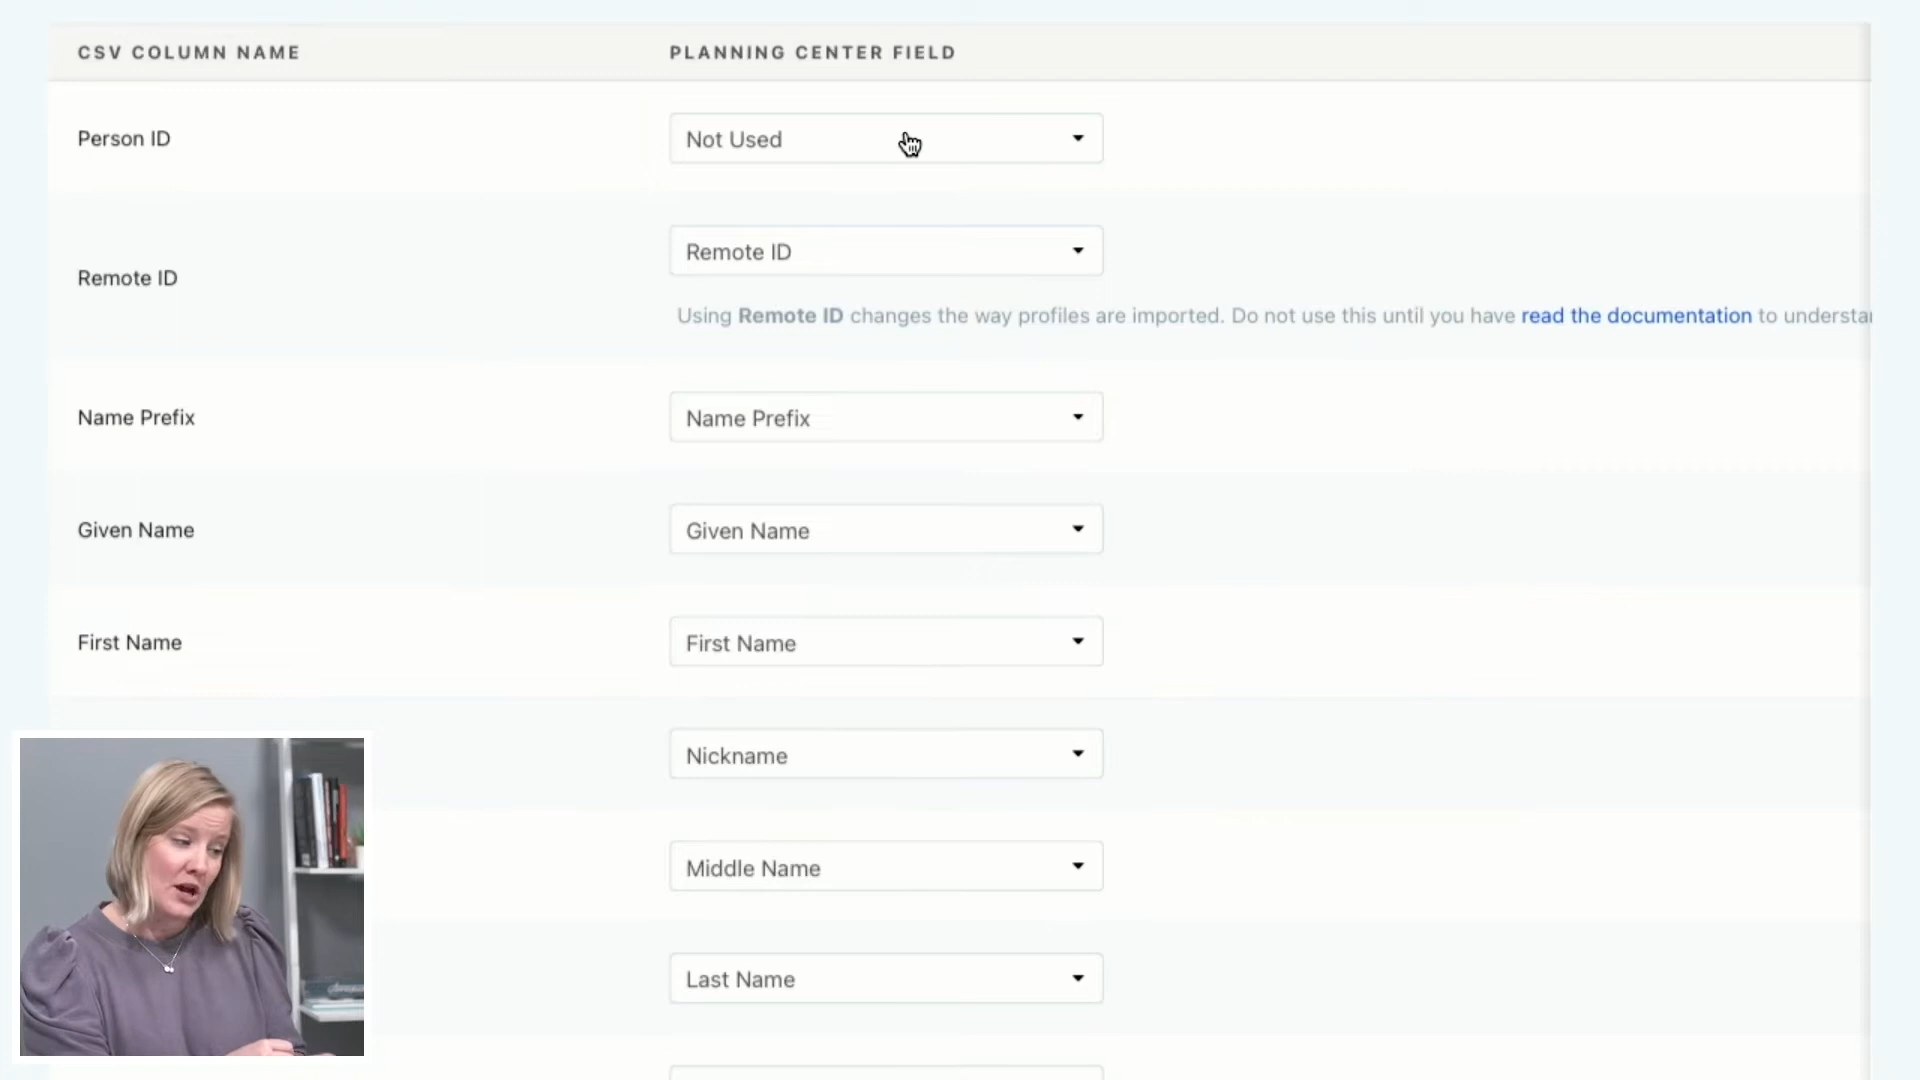 CSV COLUMN NAME PLANNING CENTER FIELD
Person ID Not Used
Remote ID
Remote ID
Using Remote ID changes the way profiles are imported. Do not use this until you have read the documentation to understa
Name Prefix Name Prefix
Given Name Given Name
First Name First Name
Nickname
Middle Name
Last Name